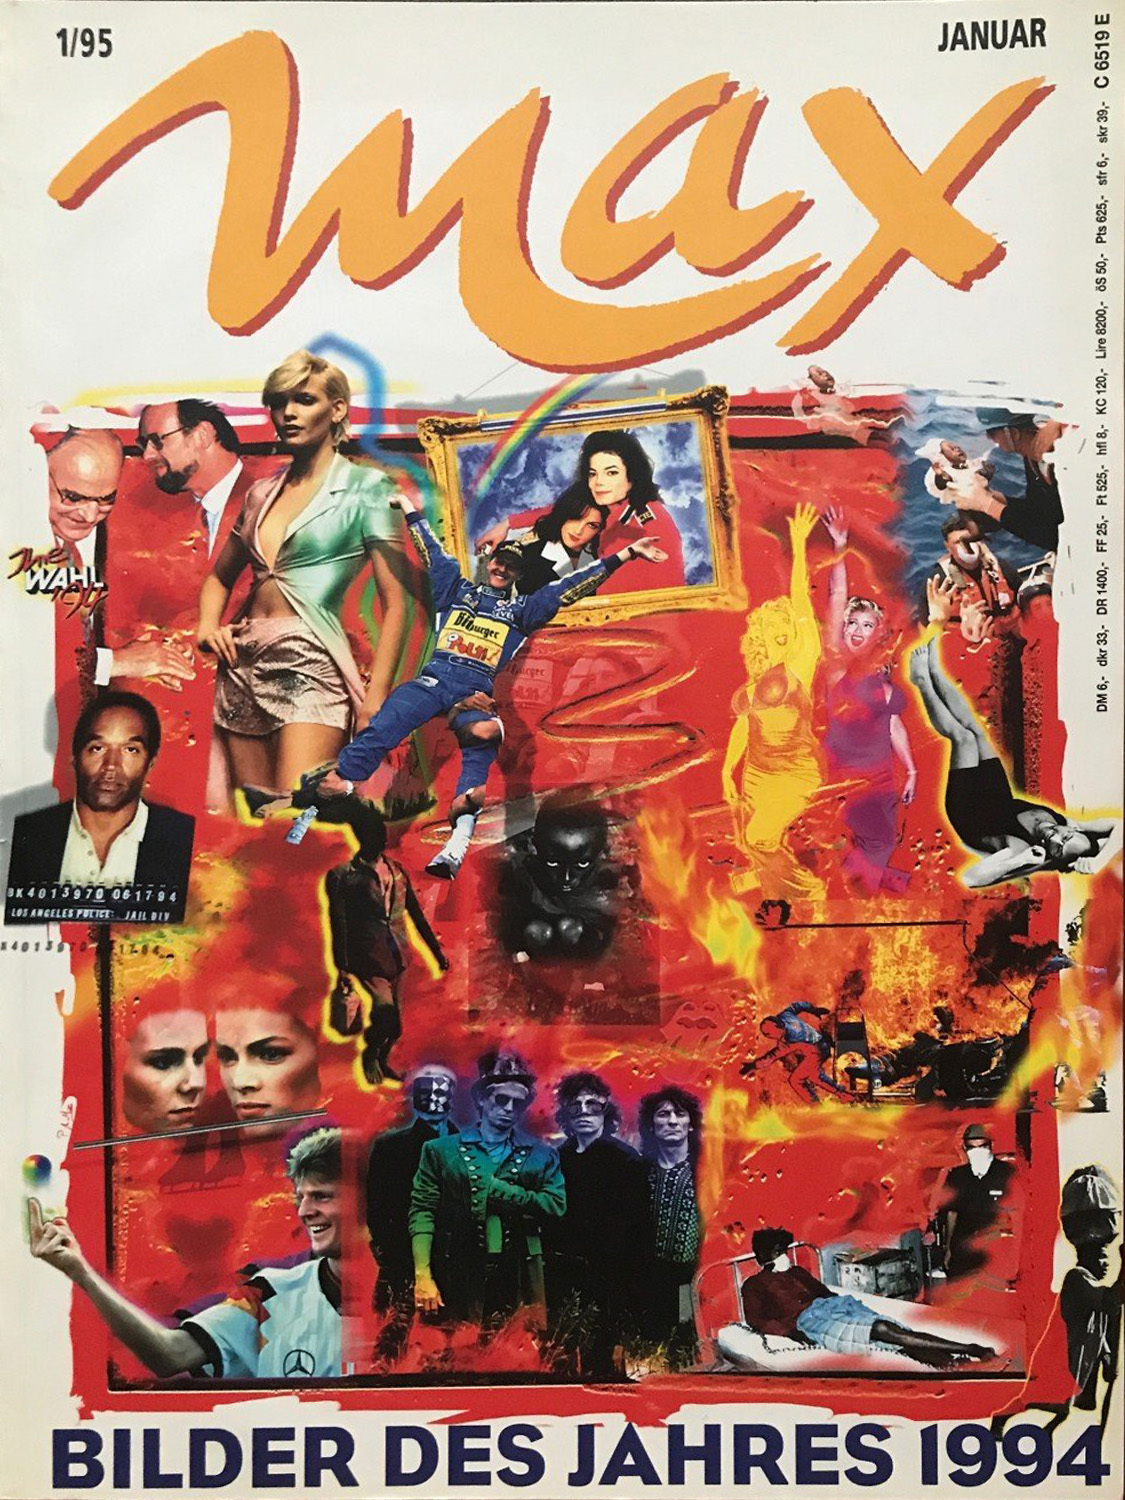 1/95
JANUAR
max
DM 6,- dkr 33,- DR 1400,- FF 25,- Ft 525,- hfl 8,- KC 120,- Lire 8200,- öS 50,- Pts 625,- sfr 6,- skr 39,- C 6519 E
WAHL
Bitburger
BK4013970 061794
LOS ANGELES POLICE: JAIL DIV
BILDER DES JAHRES 1994